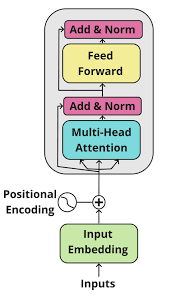 Add & Norm
Feed
Forward
Add & Norm
Multi-Head
Attention
Positional
Encoding
Input
Embedding
Inputs